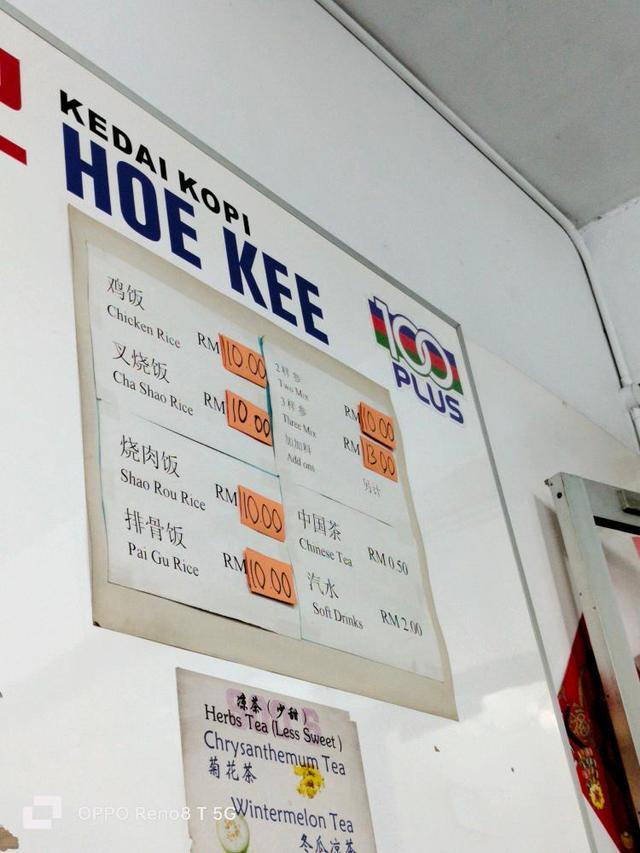 KEDAI KOPI
HOE KEE
100 PLUS
鸡饭
Chicken Rice RM 10.00
叉烧饭
Cha Shao Rice RM 10.00
烧肉饭
Shao Rou Rice RM 10.00
排骨饭
Pai Gu Rice RM 10.00
2样参
Two Mix RM 10.00
3样参
Three Mix RM 13.00
加加料
Add ons 另计
中国茶
Chinese Tea RM 0.50
汽水
Soft Drinks RM 2.00
凉茶(少甜)
Herbs Tea (Less Sweet)
Chrysanthemum Tea
菊花茶
Wintermelon Tea
冬瓜凉茶
OPPO Reno8 T 5G